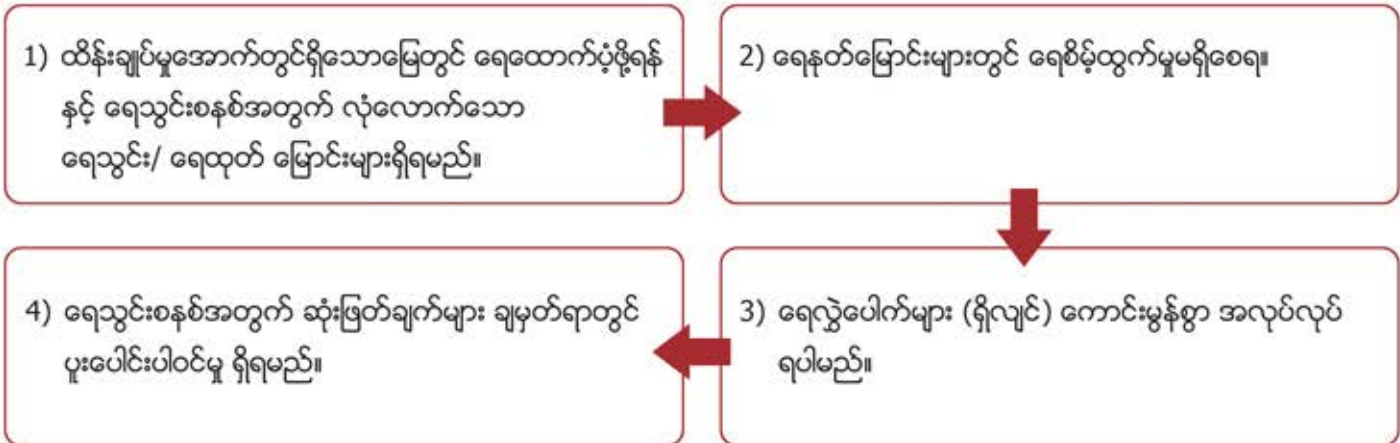 1) ထိန်းချုပ်မှုအောက်တွင်ရှိသောမြေတွင် ရေထောက်ပံ့ဖို့ရန်
နှင့် ရေသွင်းစနစ်အတွက် လုံလောက်သော
ရေသွင်း/ ရေထုတ် မြောင်းများရှိရမည်။
2) ရေနုတ်မြောင်းများတွင် ရေစိမ့်ထွက်မှုမရှိစေရ။
3) ရေလွှဲပေါက်များ (ရှိလျင်) ကောင်းမွန်စွာ အလုပ်လုပ်
ရပါမည်။
4) ရေသွင်းစနစ်အတွက် ဆုံးဖြတ်ချက်များ ချမှတ်ရာတွင်
ပူးပေါင်းပါဝင်မှု ရှိရမည်။